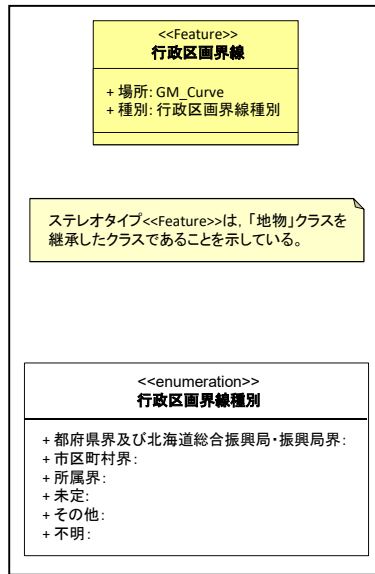 <<Feature>>
行政区画界線
+ 場所: GM_Curve
+ 種別: 行政区画界線種別
ステレオタイプ<<Feature>>は，「地物」クラスを
継承したクラスであることを示している。
<<enumeration>>
行政区画界線種別
+ 都府県界及び北海道総合振興局・振興局界:
+ 市区町村界:
+ 所属界:
+ 未定:
+ その他:
+ 不明: